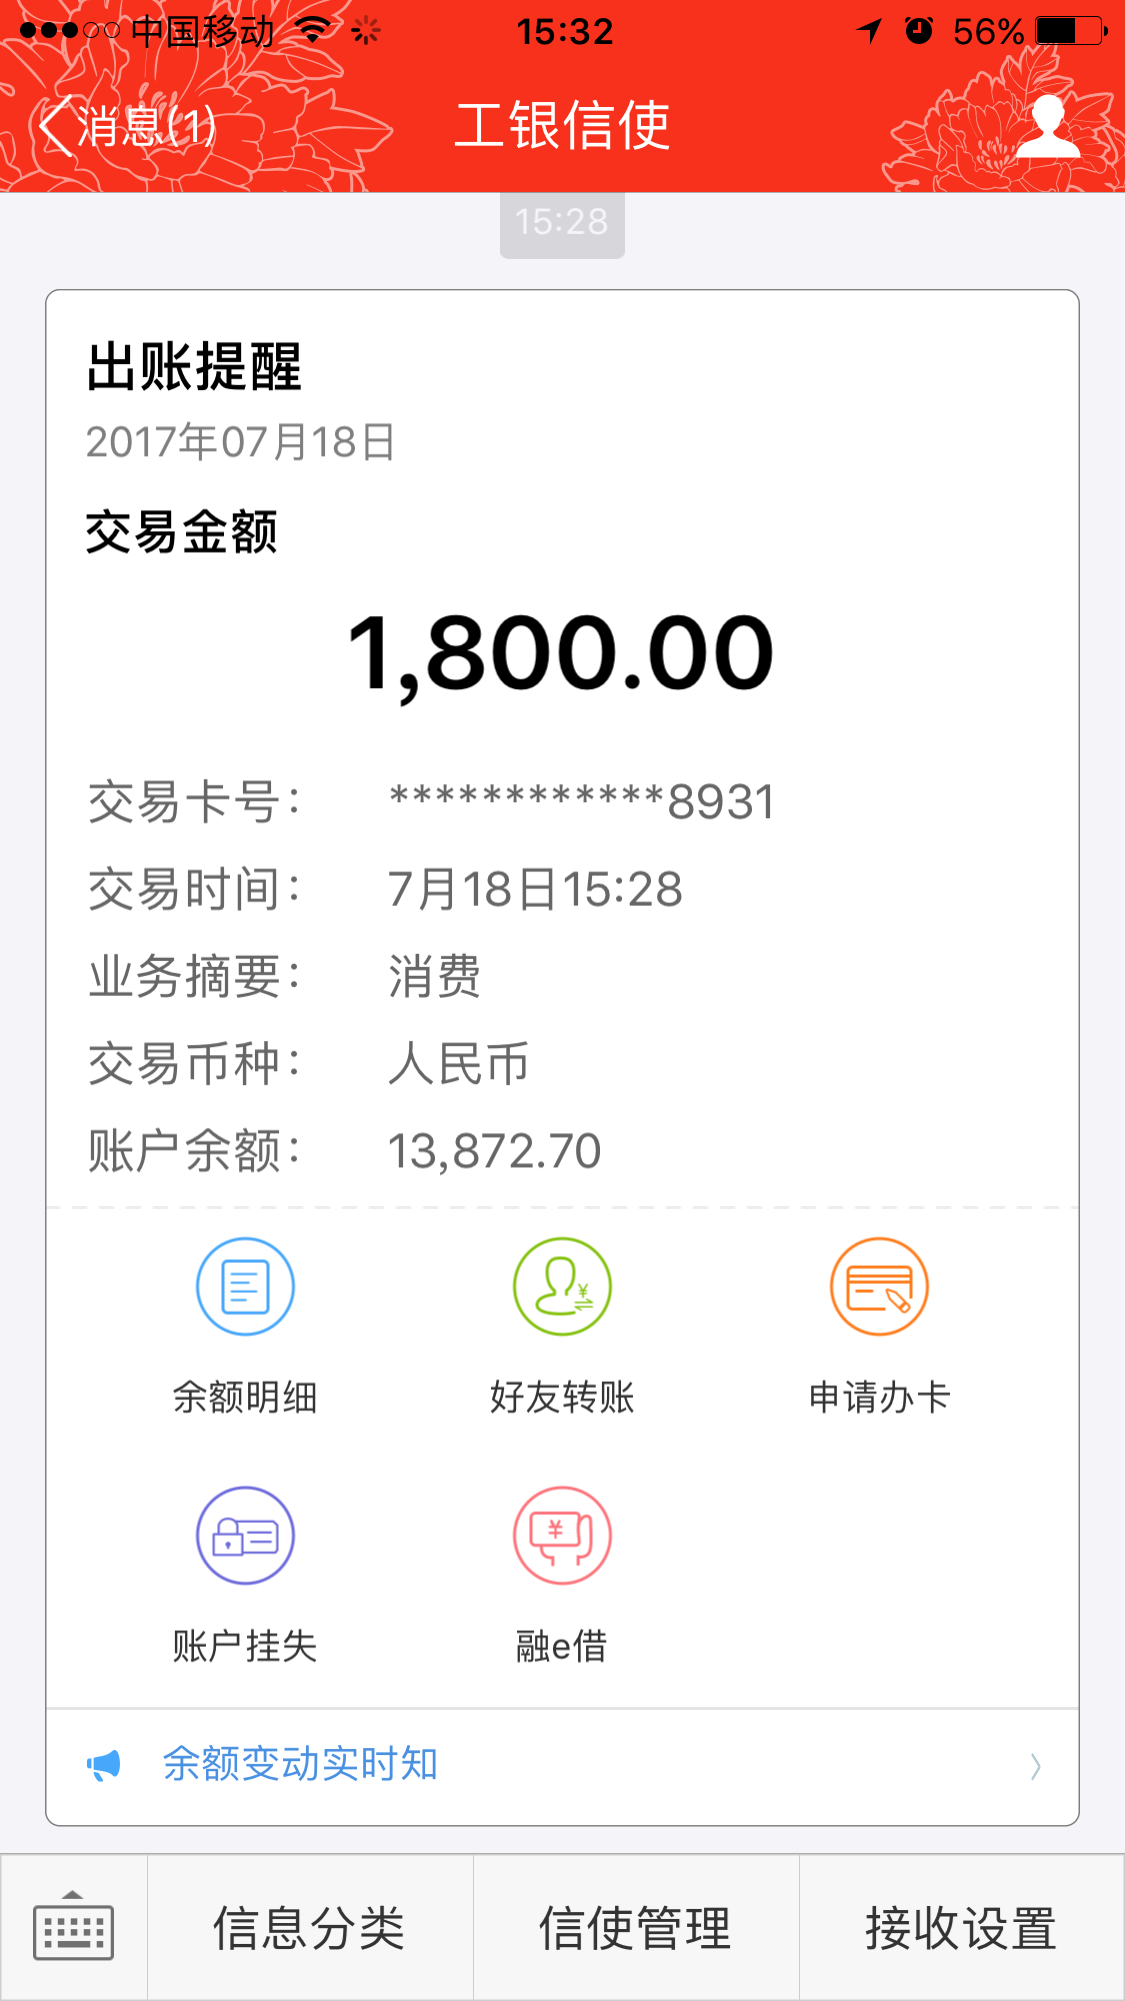 中国移动 15:32 56%
消息(1) 工银信使
15:28
出账提醒
2017年07月18日
交易金额
1,800.00
交易卡号： ************8931
交易时间： 7月18日15:28
业务摘要： 消费
交易币种： 人民币
账户余额： 13,872.70
余额明细 好友转账 申请办卡
账户挂失 融e借
余额变动实时知
信息分类 信使管理 接收设置